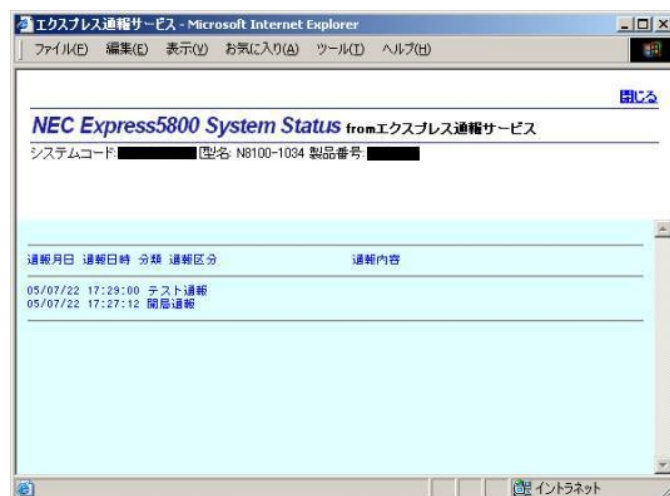 エクスプレス通報サービス - Microsoft Internet Explorer
ファイル(F) 編集(E) 表示(V) お気に入り(A) ツール(T) ヘルプ(H)
閉じる
NEC Express5800 System Status fromエクスプレス通報サービス
システムコード: 型名: N8100-1034 製品番号:
通報月日 通報日時 分類 通報区分 通報内容
05/07/22 17:29:00 テスト通報
05/07/22 17:27:12 開局通報
イントラネット